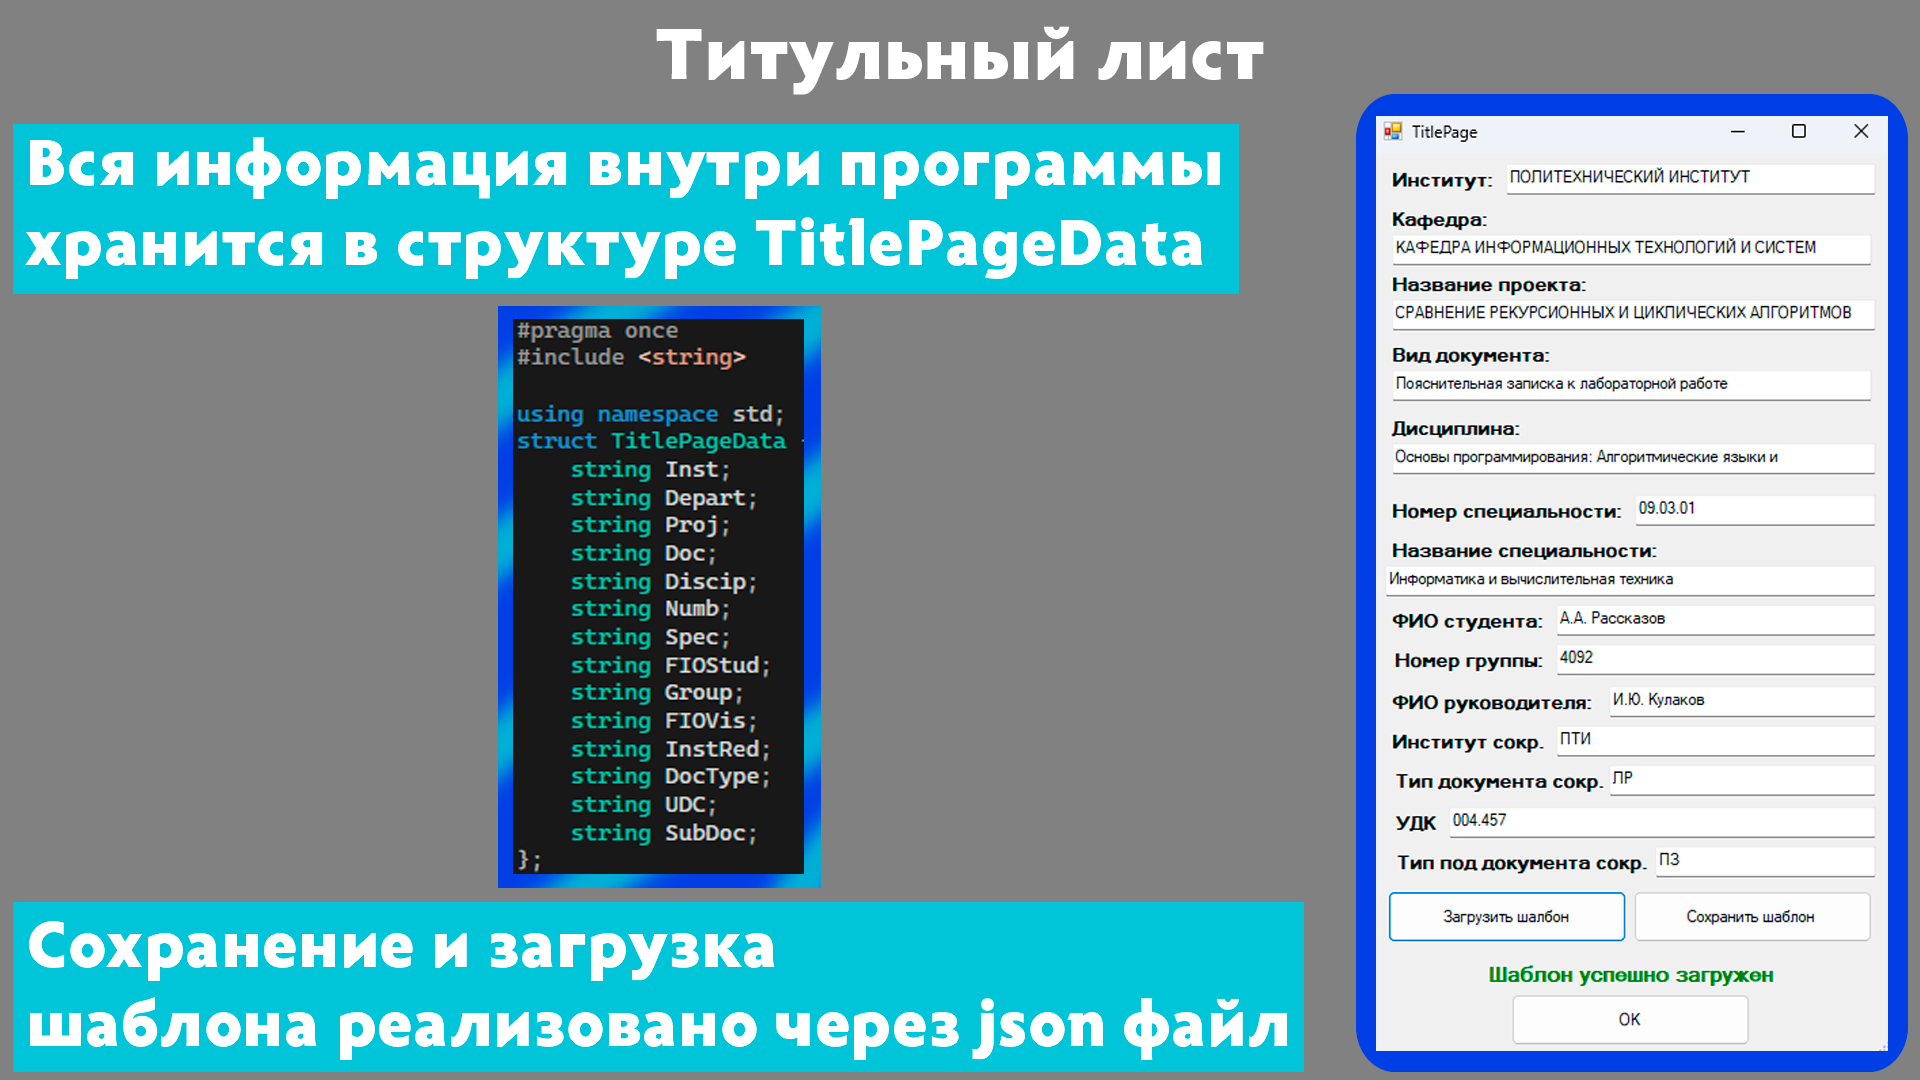 Титульный лист
Вся информация внутри программы
хранится в структуре TitlePageData
#pragma once
#include <string>
using namespace std;
struct TitlePageData
string Inst;
string Depart;
string Proj;
string Doc;
string Discip;
string Numb;
string Spec;
string FIOStud;
string Group;
string FIOVis;
string InstRed;
string DocType;
string UDC;
string SubDoc;
};
Сохранение и загрузка
шаблона реализовано через json файл
TitlePage
Институт: ПОЛИТЕХНИЧЕСКИЙ ИНСТИТУТ
Кафедра:
КАФЕДРА ИНФОРМАЦИОННЫХ ТЕХНОЛОГИЙ И СИСТЕМ
Название проекта:
СРАВНЕНИЕ РЕКУРСИОННЫХ И ЦИКЛИЧЕСКИХ АЛГОРИТМОВ
Вид документа:
Пояснительная записка к лабораторной работе
Дисциплина:
Основы программирования: Алгоритмические языки и
Номер специальности: 09.03.01
Название специальности:
Информатика и вычислительная техника
ФИО студента: А.А. Рассказов
Номер группы: 4092
ФИО руководителя: И.Ю. Кулаков
Институт сокр. ПТИ
Тип документа сокр. ЛР
УДК 004.457
Тип под документа сокр. ПЗ
Загрузить шалбон Сохранить шаблон
Шаблон успешно загружен
ОК